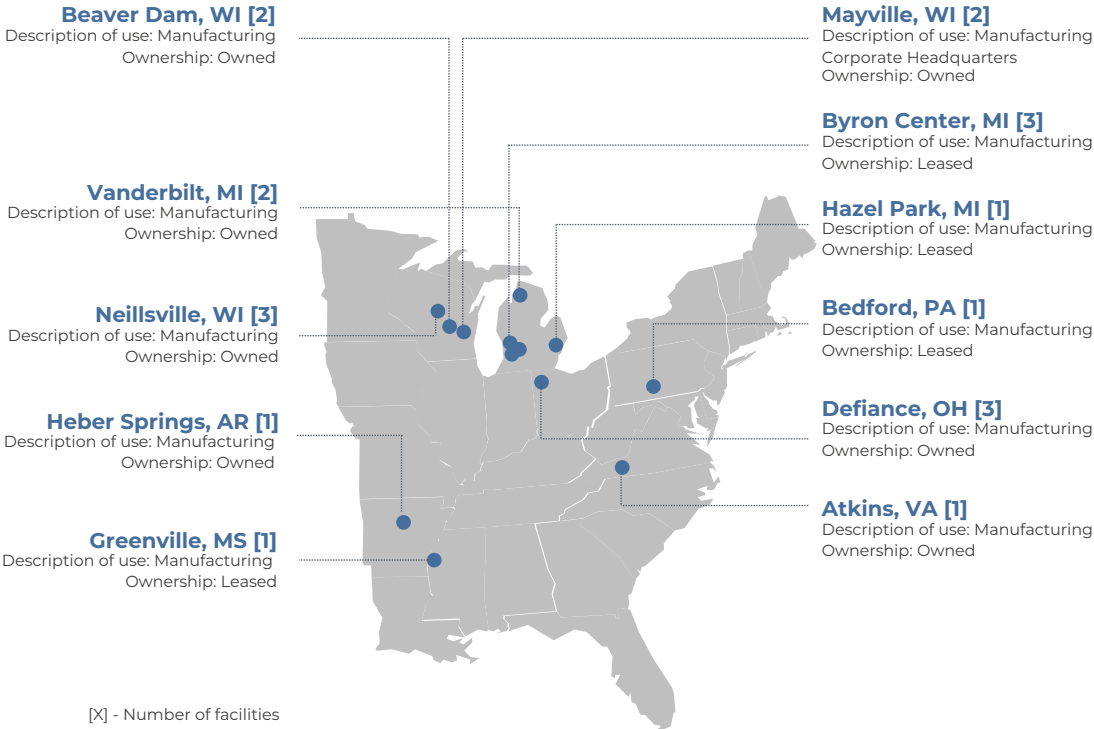 Beaver Dam, WI [2]
Description of use: Manufacturing
Ownership: Owned
Vanderbilt, MI [2]
Description of use: Manufacturing
Ownership: Owned
Neillsville, WI [3]
Description of use: Manufacturing
Ownership: Owned
Heber Springs, AR [1]
Description of use: Manufacturing
Ownership: Owned
Greenville, MS [1]
Description of use: Manufacturing
Ownership: Leased
[X] - Number of facilities
Mayville, WI [2]
Description of use: Manufacturing
Corporate Headquarters
Ownership: Owned
Byron Center, MI [3]
Description of use: Manufacturing
Ownership: Leased
Hazel Park, MI [1]
Description of use: Manufacturing
Ownership: Leased
Bedford, PA [1]
Description of use: Manufacturing
Ownership: Leased
Defiance, OH [3]
Description of use: Manufacturing
Ownership: Owned
Atkins, VA [1]
Description of use: Manufacturing
Ownership: Owned